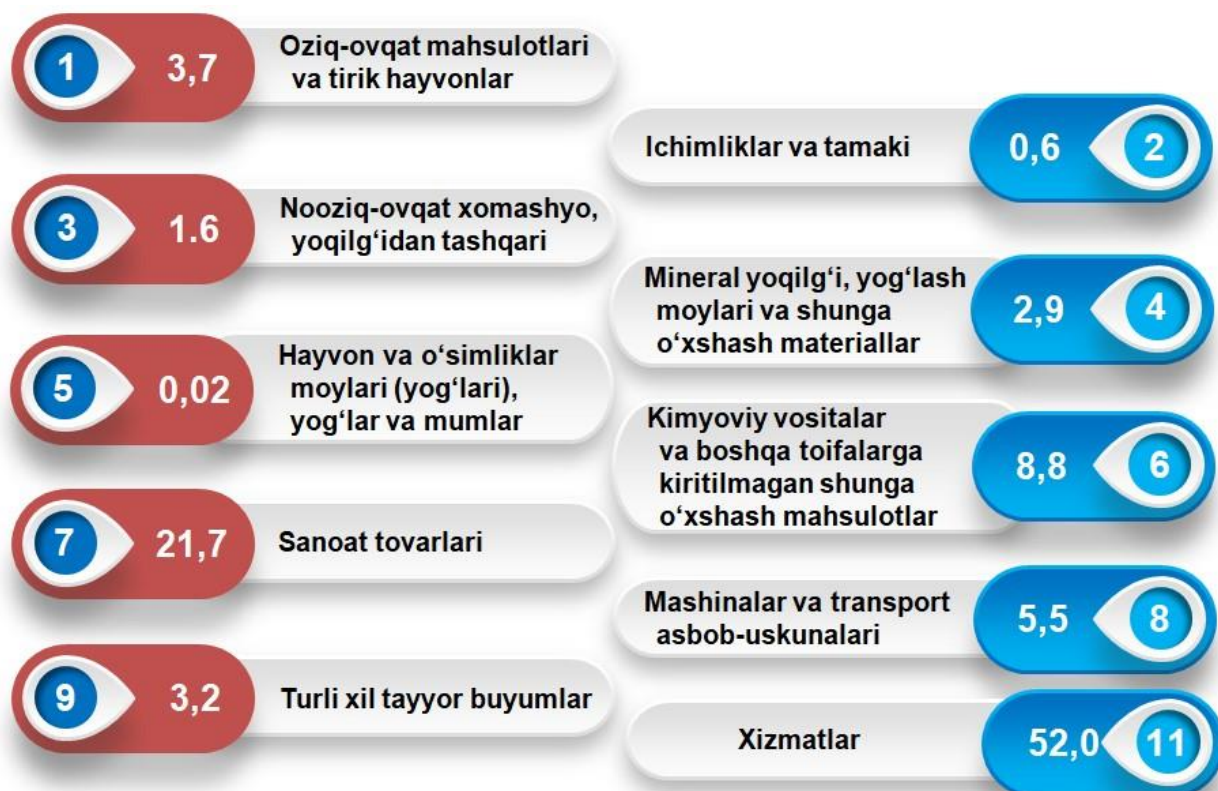 1
3,7
Oziq-ovqat mahsulotlari
va tirik hayvonlar
Ichimliklar va tamaki
0,6
2
3
1.6
Nooziq-ovqat xomashyo,
yoqilg‘idan tashqari
Mineral yoqilg‘i, yog‘lash
moylari va shunga
o‘xshash materiallar
2,9
4
5
0,02
Hayvon va o‘simliklar
moylari (yog‘lari),
yog‘lar va mumlar
Kimyoviy vositalar
va boshqa toifalarga
kiritilmagan shunga
o‘xshash mahsulotlar
8,8
6
7
21,7
Sanoat tovarlari
Mashinalar va transport
asbob-uskunalari
5,5
8
9
3,2
Turli xil tayyor buyumlar
Xizmatlar
52,0
11